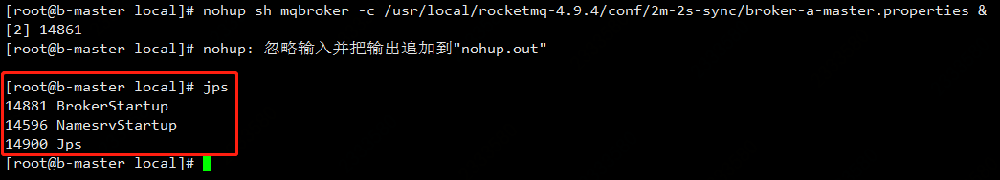 [root@b-master local]# nohup sh mqbroker -c /usr/local/rocketmq-4.9.4/conf/2m-2s-sync/broker-a-master.properties &
[2] 14861
[root@b-master local]# nohup: 忽略输入并把输出追加到"nohup.out"
[root@b-master local]# jps
14881 BrokerStartup
14596 NamesrvStartup
14900 Jps
[root@b-master local]#